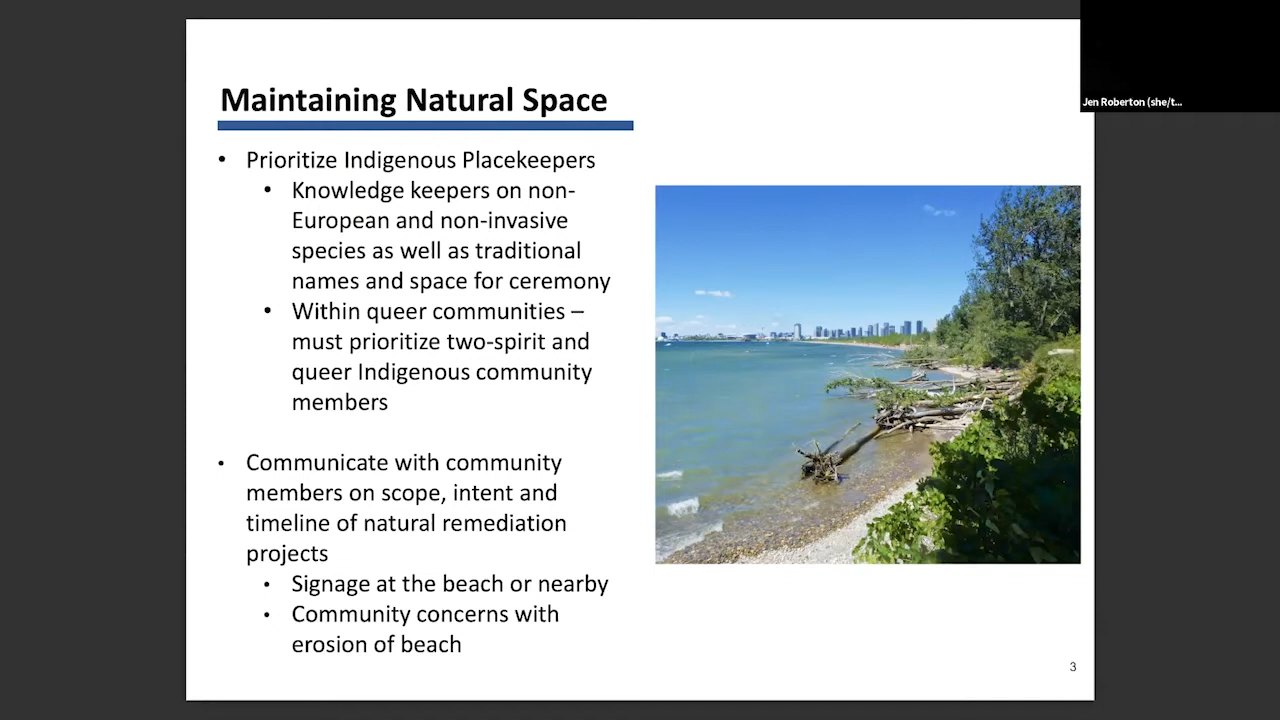 Maintaining Natural Space
• Prioritize Indigenous Placekeepers
• Knowledge keepers on non-
European and non-invasive
species as well as traditional
names and space for ceremony
• Within queer communities –
must prioritize two-spirit and
queer Indigenous community
members
• Communicate with community
members on scope, intent and
timeline of natural remediation
projects
• Signage at the beach or nearby
• Community concerns with
erosion of beach
3
Jen Roberton (she/t...